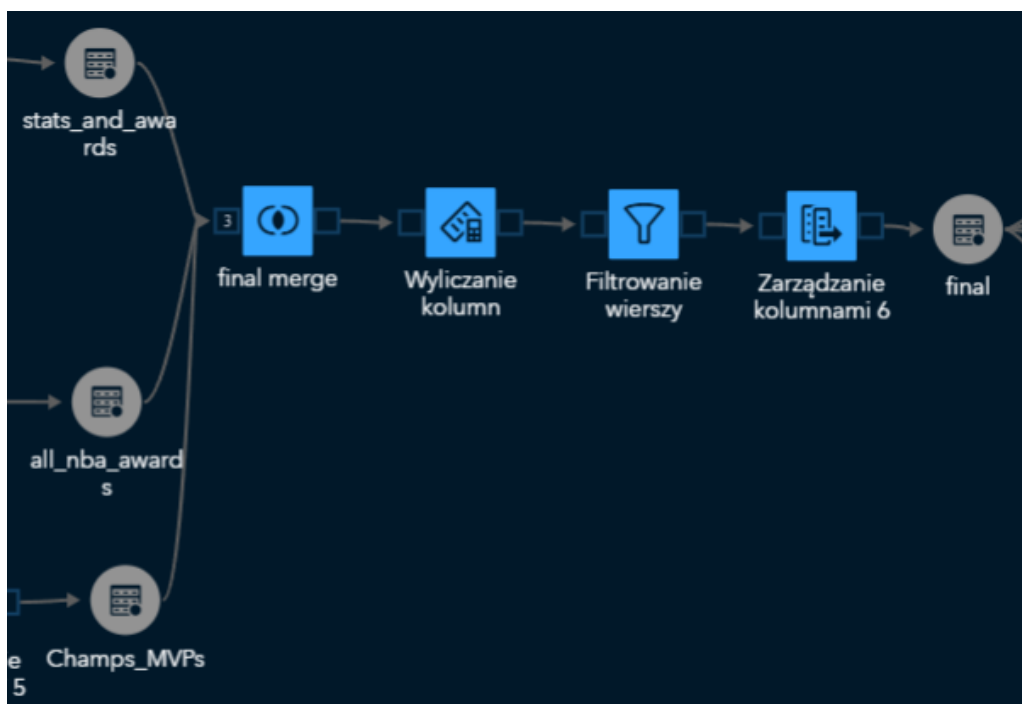 stats_and_awa
rds
3
final merge
Wyliczanie
kolumn
Filtrowanie
wierszy
Zarządzanie
kolumnami 6
final
all_nba_award
s
Champs_MVPs
e
5